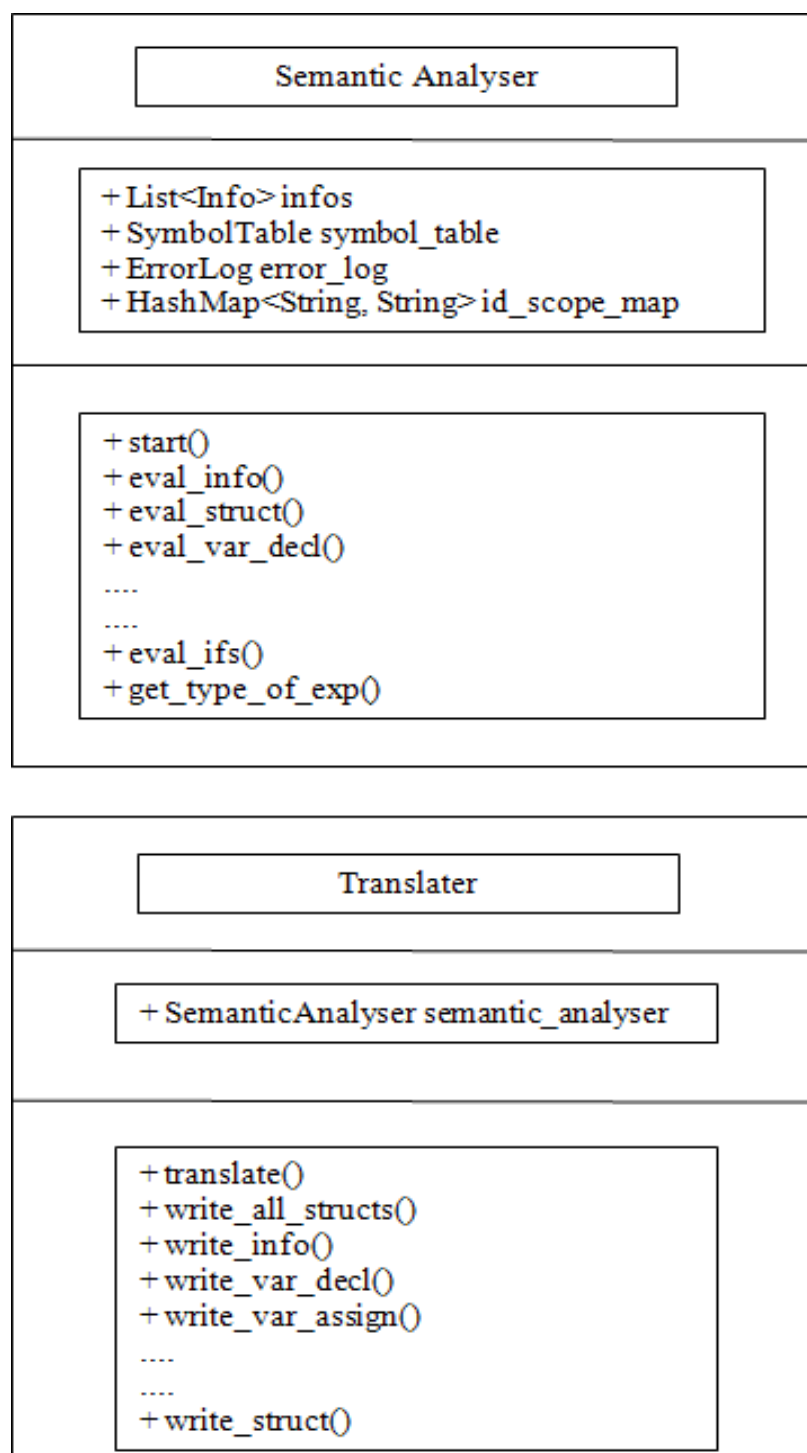 Semantic Analyser
+ List<Info> infos
+ SymbolTable symbol_table
+ ErrorLog error_log
+ HashMap<String, String> id_scope_map
+ start()
+ eval_info()
+ eval_struct()
+ eval_var_decl()
....
....
+ eval_ifs()
+ get_type_of_exp()
Translater
+ SemanticAnalyser semantic_analyser
+ translate()
+ write_all_structs()
+ write_info()
+ write_var_decl()
+ write_var_assign()
....
....
+ write_struct()